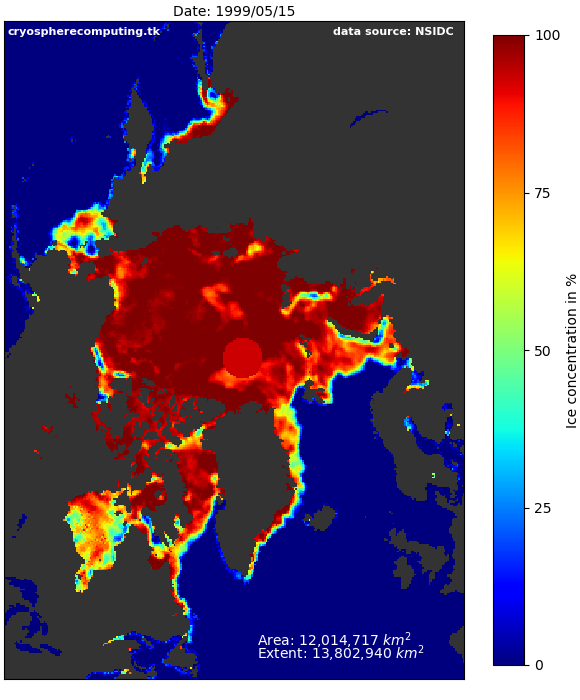 Date: 1999/05/15
cryospherecomputing.tk
data source: NSIDC
100
75
50
25
0
Ice concentration in %
Area: 12,014,717 km²
Extent: 13,802,940 km²